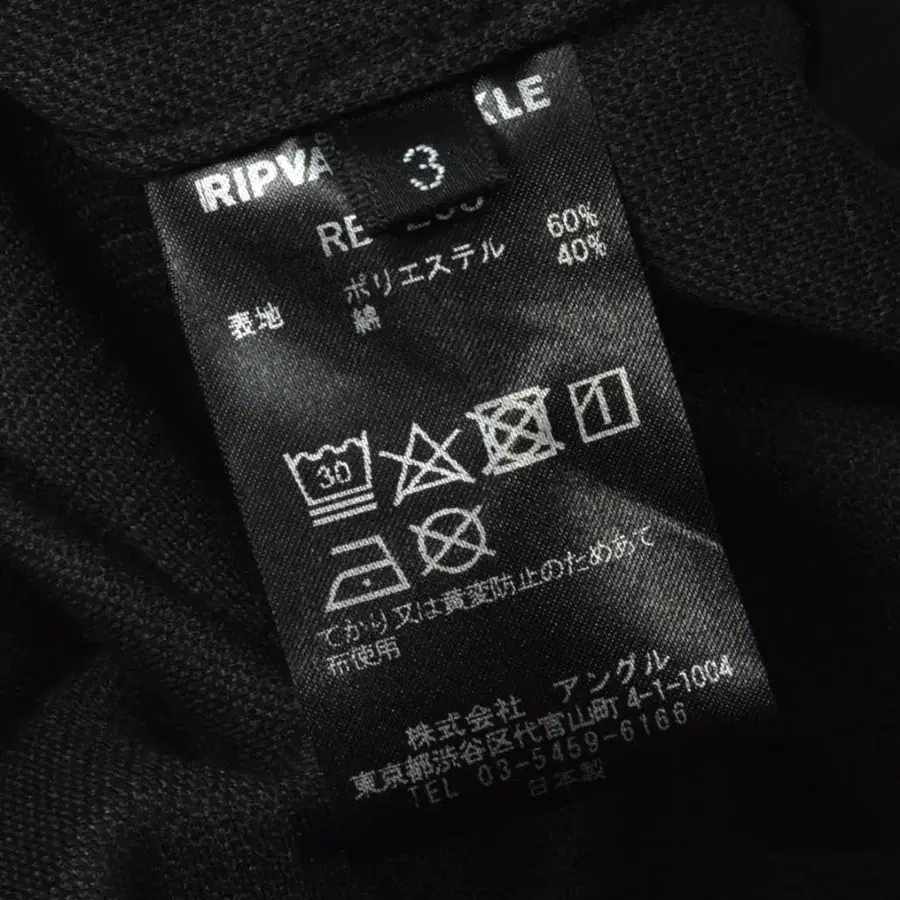 3
RIPVA KLE
ポリエステル 60%
表地 綿 40%
30
てかり又は黄変防止のためあて
布使用
株式会社 アングル
東京都渋谷区代官山町4-1-1004
TEL 03-5459-6166
日本製